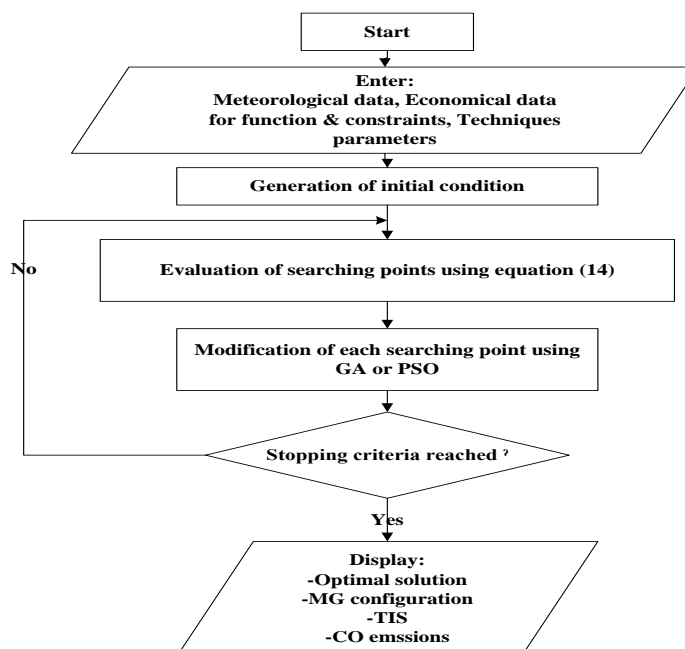 Start
Enter:
Meteorological data, Economical data
for function & constraints, Techniques
parameters
Generation of initial condition
No
Evaluation of searching points using equation (14)
Modification of each searching point using
GA or PSO
Stopping criteria reached ?
Yes
Display:
-Optimal solution
-MG configuration
-TIS
-CO emssions